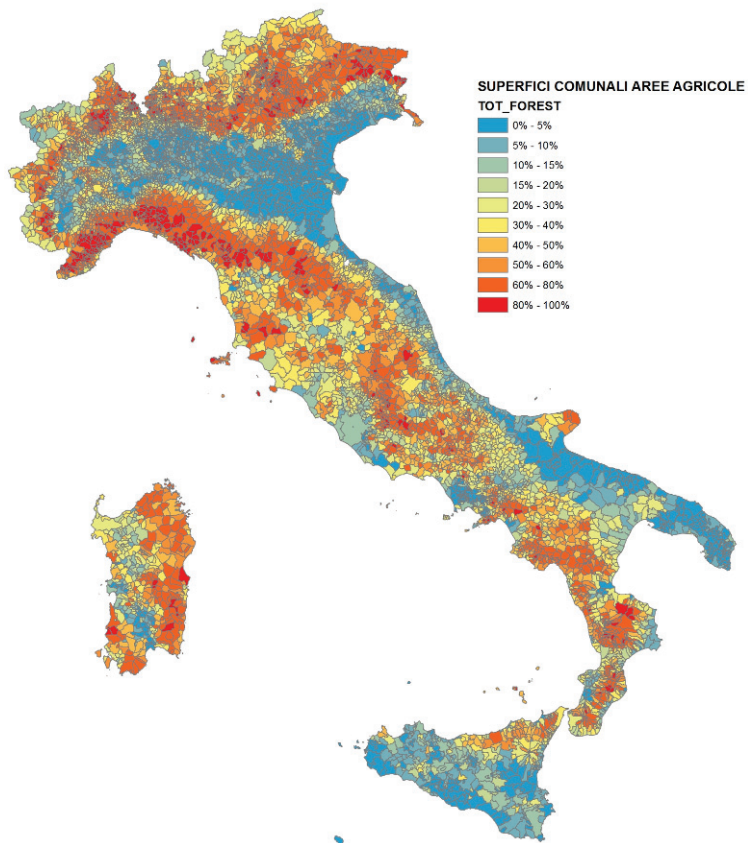 SUPERFICI COMUNALI AREE AGRICOLE
TOT_FOREST
0% - 5%
5% - 10%
10% - 15%
15% - 20%
20% - 30%
30% - 40%
40% - 50%
50% - 60%
60% - 80%
80% - 100%